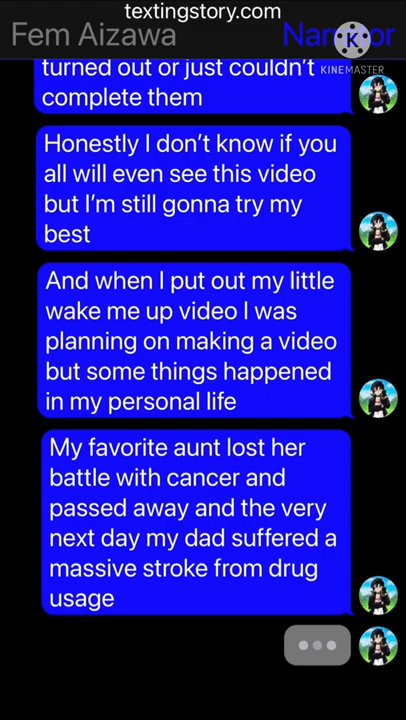 textingstory.com
Fem Aizawa
K
KINEMASTER
turned out or just couldn't
complete them
Honestly I don't know if you
all will even see this video
but I'm still gonna try my
best
And when I put out my little
wake me up video I was
planning on making a video
but some things happened
in my personal life
My favorite aunt lost her
battle with cancer and
passed away and the very
next day my dad suffered a
massive stroke from drug
usage